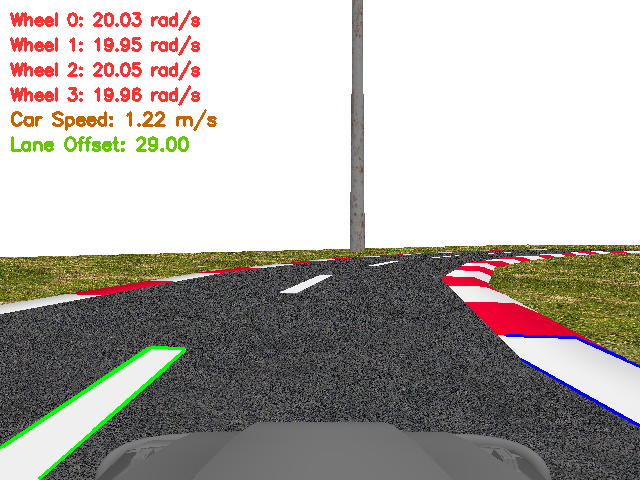 Wheel 0: 20.03 rad/s
Wheel 1: 19.95 rad/s
Wheel 2: 20.05 rad/s
Wheel 3: 19.96 rad/s
Car Speed: 1.22 m/s
Lane Offset: 29.00